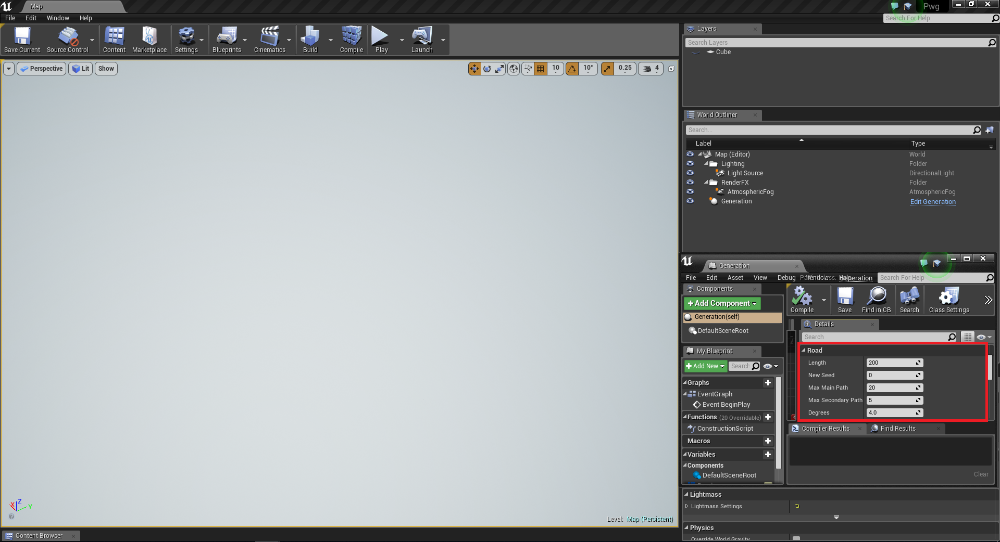 Map
Pwg
File Edit Window Help
Search For Help
Save Current Source Control Content Marketplace Settings Blueprints Cinematics Build Compile Play Launch
Perspective Lit Show
10 10° 0.25 4
Layers
Search Layers
Cube
World Outliner
Search...
Label Type
Map (Editor) World
Lighting Folder
Light Source DirectionalLight
RenderFX Folder
AtmosphericFog AtmosphericFog
Generation Edit Generation
Generation
File Edit Asset View Debug Window Generation
Search For Help
Components
Add Component
Generation(self)
DefaultSceneRoot
Compile Save Find in CB Search Class Settings
Details
Search
Road
Length 200
New Seed 0
Max Main Path 20
Max Secondary Path 5
Degrees 4.0
My Blueprint
Add New Search
Graphs
EventGraph
Event BeginPlay
Functions (20 Overridable)
ConstructionScript
Macros
Variables
Components
DefaultSceneRoot
Compiler Results Find Results
Clear
Lightmass
Lightmass Settings
Physics
Override World Gravity
X Z Y
Level: Map (Persistent)
Content Browser